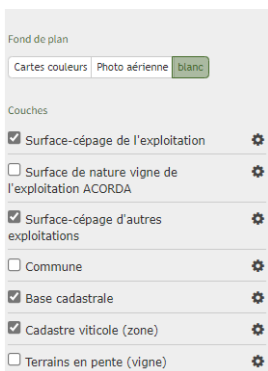 Fond de plan
Cartes couleurs Photo aérienne blanc
Couches
Surface-cépage de l'exploitation
Surface de nature vigne de
l'exploitation ACORDA
Surface-cépage d'autres
exploitations
Commune
Base cadastrale
Cadastre viticole (zone)
Terrains en pente (vigne)